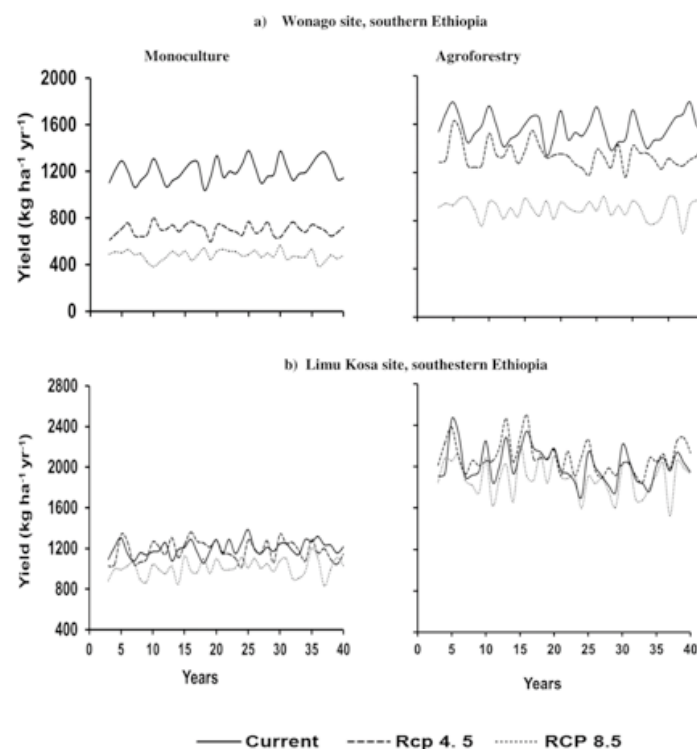 a) Wonago site, southern Ethiopia
Monoculture
Agroforestry
2000
1600
1200
800
400
0
Yield (kg ha⁻¹ yr⁻¹)
b) Limu Kosa site, southestern Ethiopia
2800
2400
2000
1600
1200
800
400
Yield (kg ha⁻¹ yr⁻¹)
0 5 10 15 20 25 30 35 40
0 5 10 15 20 25 30 35 40
Years
Years
Current Rcp 4. 5 RCP 8.5